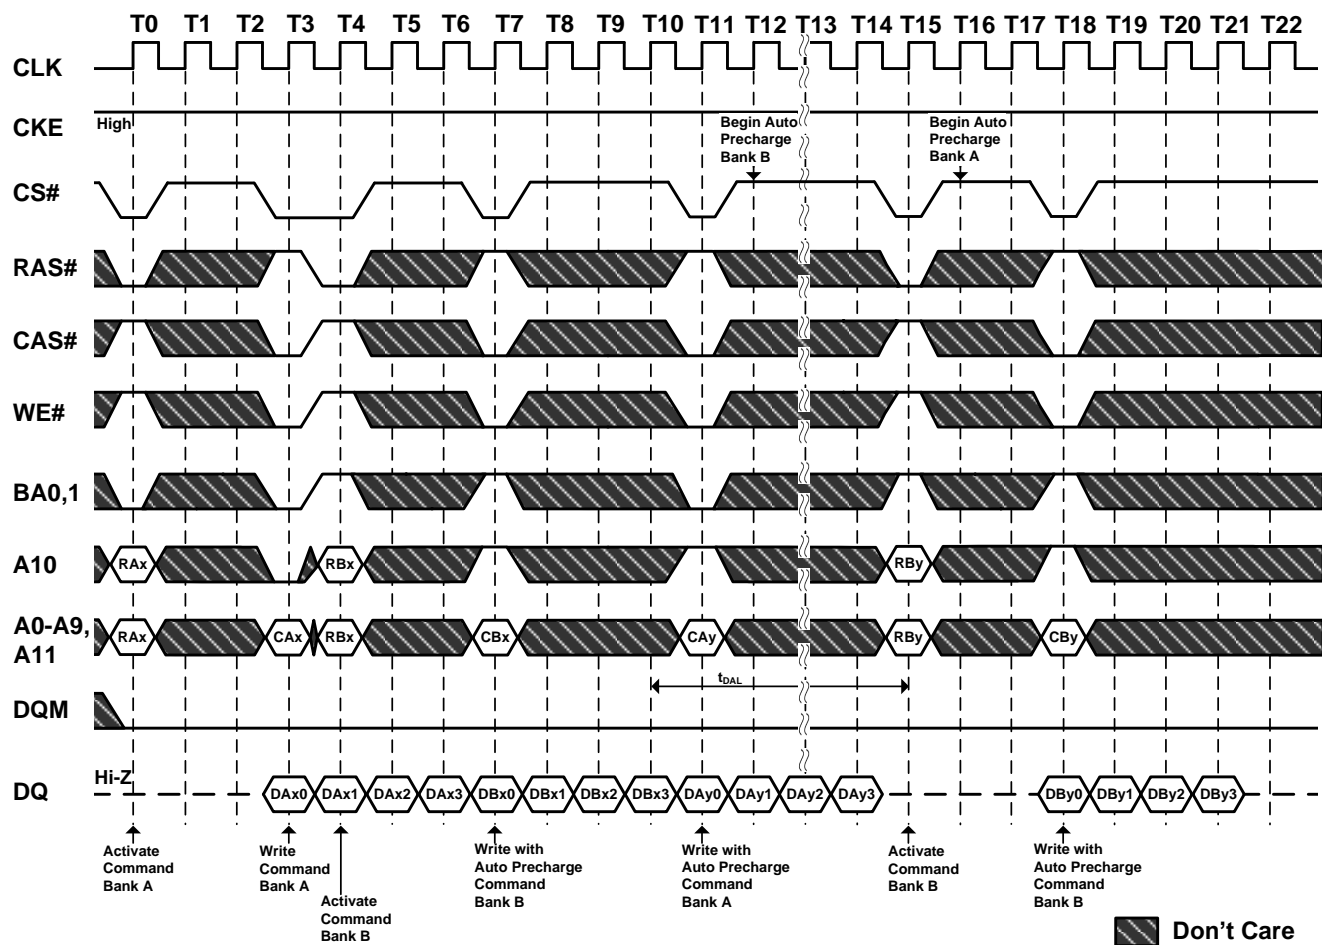 T0 T1 T2 T3 T4 T5 T6 T7 T8 T9 T10 T11 T12 T13 T14 T15 T16 T17 T18 T19 T20 T21 T22
CLK
CKE
High
Begin Auto
Precharge
Bank B
Begin Auto
Precharge
Bank A
CS#
RAS#
CAS#
WE#
BA0,1
A10
RAx RBx RBy
A0-A9,
A11
RAx CAx RBx CBx CAy RBy CBy
tDAL
DQM
DQ
Hi-Z
DAx0 DAx1 DAx2 DAx3 DBx0 DBx1 DBx2 DBx3 DAy0 DAy1 DAy2 DAy3 DBy0 DBy1 DBy2 DBy3
Activate
Command
Bank A
Write
Command
Bank A
Activate
Command
Bank B
Write with
Auto Precharge
Command
Bank B
Write with
Auto Precharge
Command
Bank A
Activate
Command
Bank B
Write with
Auto Precharge
Command
Bank B
Don't Care